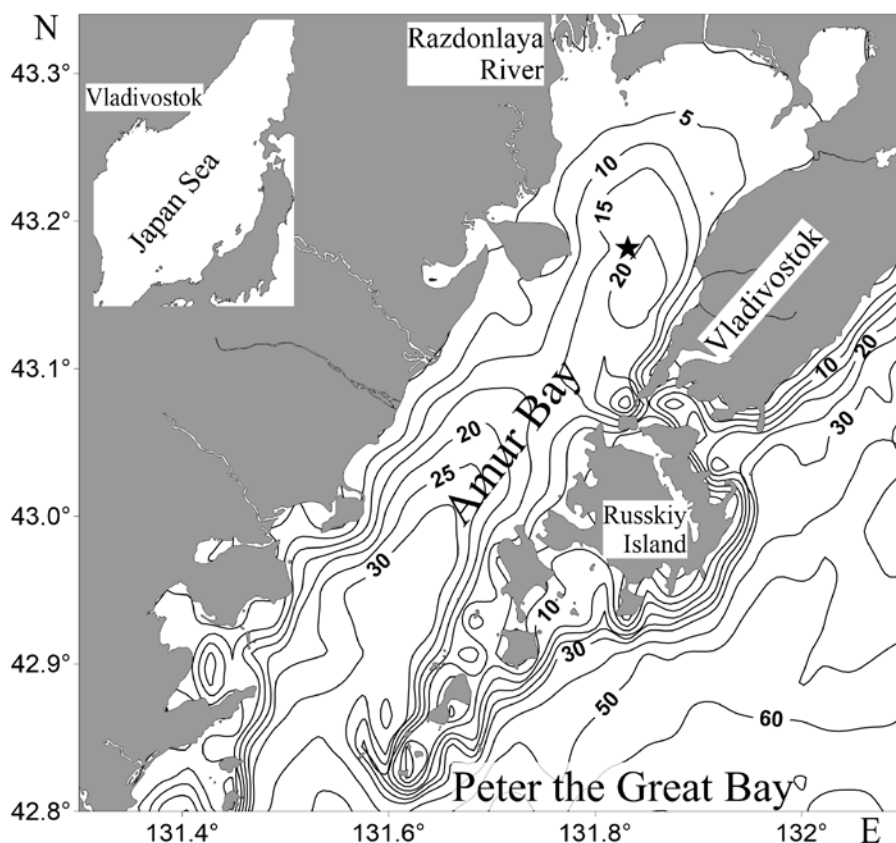 N
43.3°
43.2°
43.1°
43.0°
42.9°
42.8°
131.4°
131.6°
131.8°
132°
E
Vladivostok
Japan Sea
Razdonlaya
River
5
10
15
20
Vladivostok
10
20
30
Amur Bay
20
25
30
Russkiy
Island
10
30
50
60
Peter the Great Bay